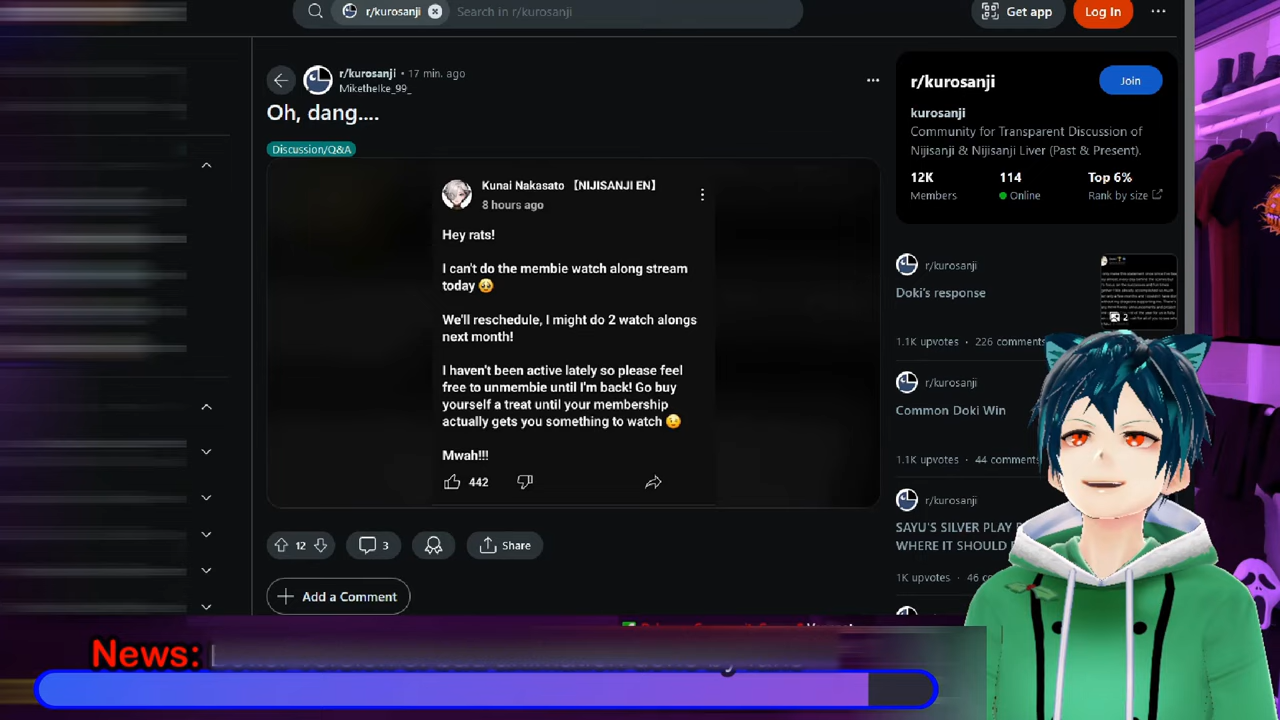 r/kurosanji
Search in r/kurosanji
Get app
Log In
r/kurosanji • 17 min. ago
Miketheike_99_
Oh, dang....
Discussion/Q&A
Kunai Nakasato 【NIJISANJI EN】
8 hours ago
Hey rats!
I can't do the membie watch along stream
today 🥹
We'll reschedule, I might do 2 watch alongs
next month!
I haven't been active lately so please feel
free to unmembie until I'm back! Go buy
yourself a treat until your membership
actually gets you something to watch 😉
Mwah!!!
442
12
3
Share
Add a Comment
r/kurosanji
Join
kurosanji
Community for Transparent Discussion of
Nijisanji & Nijisanji Liver (Past & Present).
12K
114
Top 6%
Members
Online
Rank by size
r/kurosanji
Doki's response
2
1.1K upvotes • 226 comments
r/kurosanji
Common Doki Win
1.1K upvotes • 44 comments
r/kurosanji
SAYU'S SILVER PLAY
WHERE IT SHOULD
1K upvotes • 46
News: